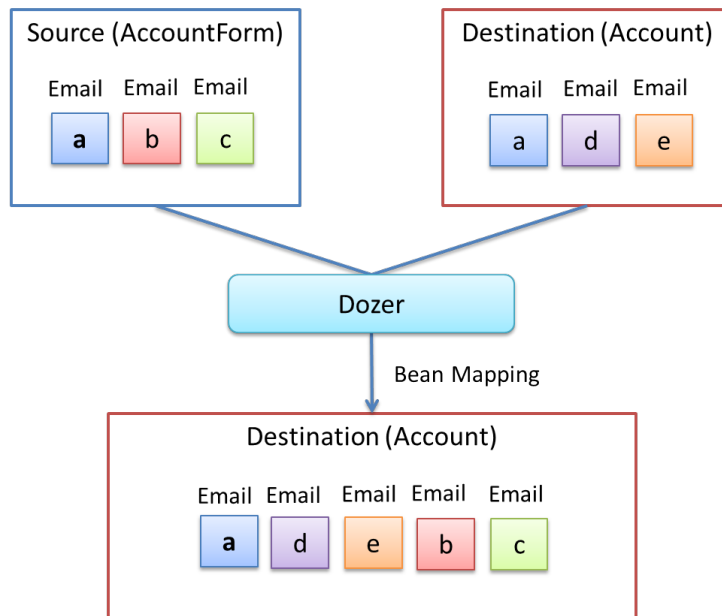 Source (AccountForm)
Email Email Email
a b c
Destination (Account)
Email Email Email
a d e
Dozer
Bean Mapping
Destination (Account)
Email Email Email Email Email
a d e b c